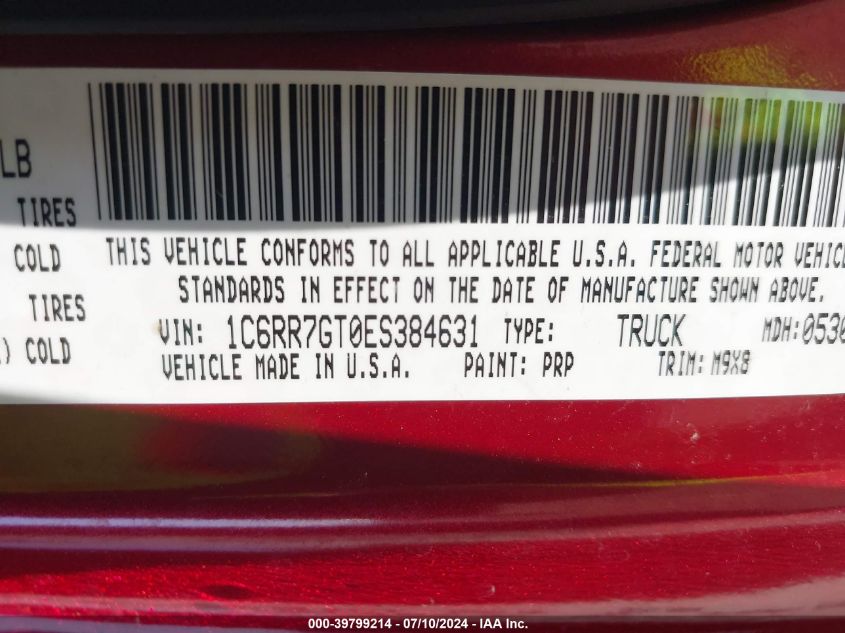 LB
TIRES
COLD
TIRES
) COLD
THIS VEHICLE CONFORMS TO ALL APPLICABLE U.S.A. FEDERAL MOTOR VEHICLE
STANDARDS IN EFFECT ON THE DATE OF MANUFACTURE SHOWN ABOVE.
VIN: 1C6RR7GT0ES384631 TYPE: TRUCK MDH:0530
VEHICLE MADE IN U.S.A. PAINT: PRP TRIM: M9X8
000-39799214 - 07/10/2024 - IAA Inc.